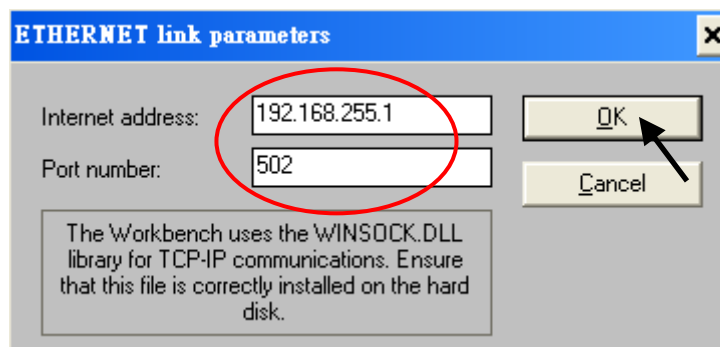 ETHERNET link parameters
Internet address: 192.168.255.1 OK
Port number: 502 Cancel
The Workbench uses the WINSOCK.DLL
library for TCP-IP communications. Ensure
that this file is correctly installed on the hard
disk.